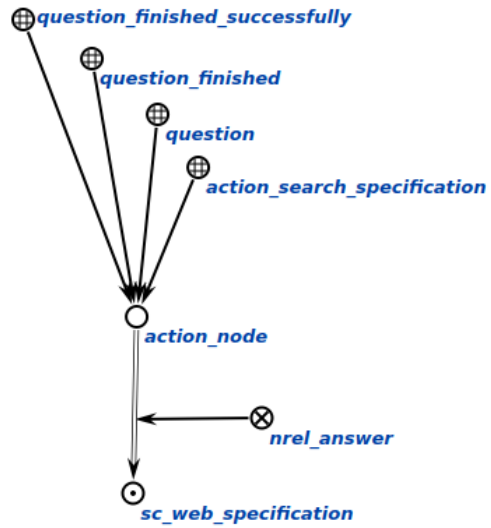 question_finished_successfully
question_finished
question
action_search_specification
action_node
nrel_answer
sc_web_specification